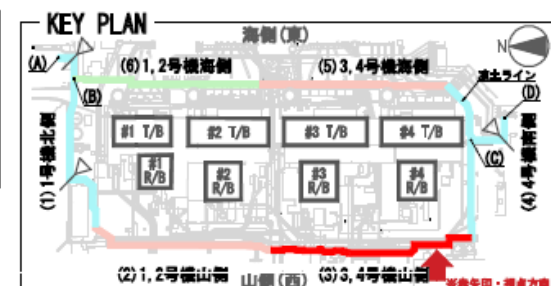 KEY PLAN
海側(東)
N
(A)
(6)1,2号機海側
(5)3,4号機海側
凍土ライン
(B)
(D)
#1 T/B
#2 T/B
#3 T/B
#4 T/B
(C)
(1)1号機北側
(4)4号機南側
#1
R/B
#2
R/B
#3
R/B
#4
R/B
(2)1,2号機山側
山側(西)
(3)3,4号機山側